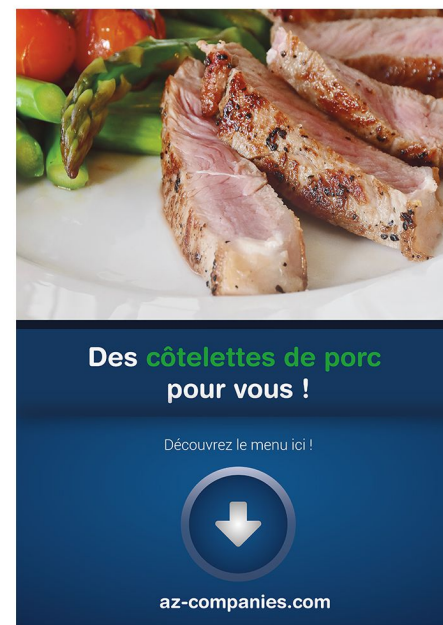 Des côtelettes de porc
pour vous !
Découvrez le menu ici !
az-companies.com